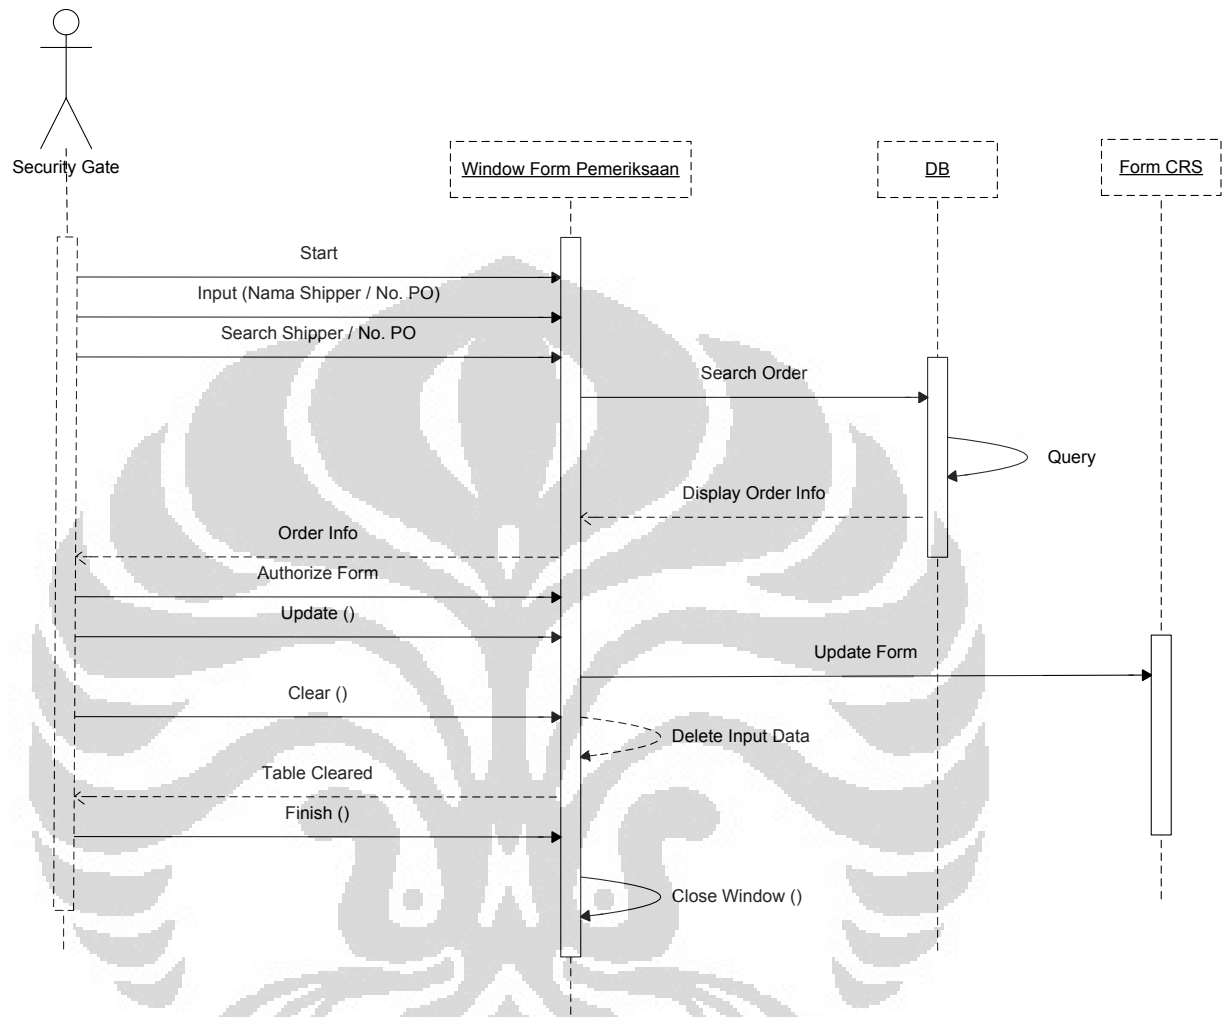 Security Gate
Window Form Pemeriksaan
DB
Form CRS
Start
Input (Nama Shipper / No. PO)
Search Shipper / No. PO
Search Order
Query
Display Order Info
Order Info
Authorize Form
Update ()
Update Form
Clear ()
Delete Input Data
Table Cleared
Finish ()
Close Window ()